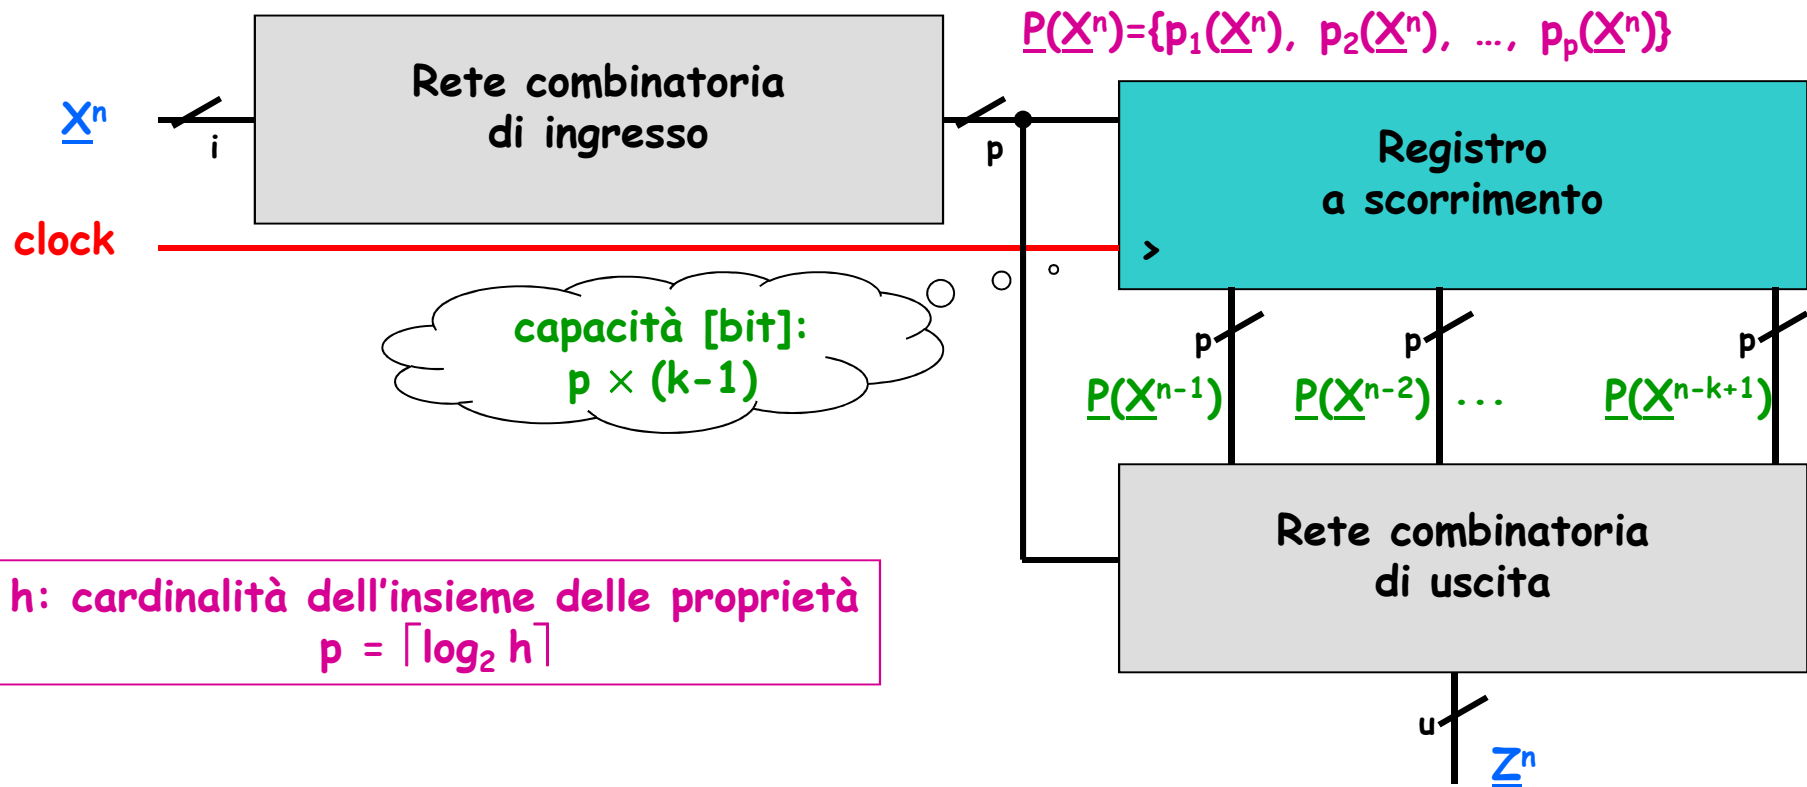 P(Xⁿ)={p₁(Xⁿ), p₂(Xⁿ), ..., pₚ(Xⁿ)}
Rete combinatoria
di ingresso
Xⁿ
i
p
Registro
a scorrimento
clock
>
capacità [bit]:
p × (k-1)
p
p
p
P(Xⁿ⁻¹)
P(Xⁿ⁻²)
...
P(Xⁿ⁻ᵏ⁺¹)
Rete combinatoria
di uscita
h: cardinalità dell'insieme delle proprietà
p = ⌈log₂ h⌉
u
Zⁿ